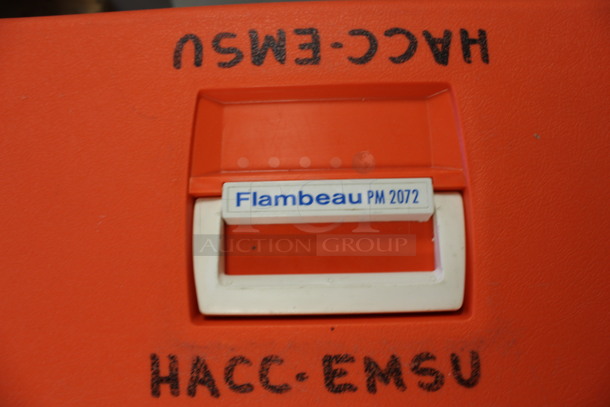 HACC-EMSU
Flambeau PM 2072
AUCTION GROUP
HACC-EMSU